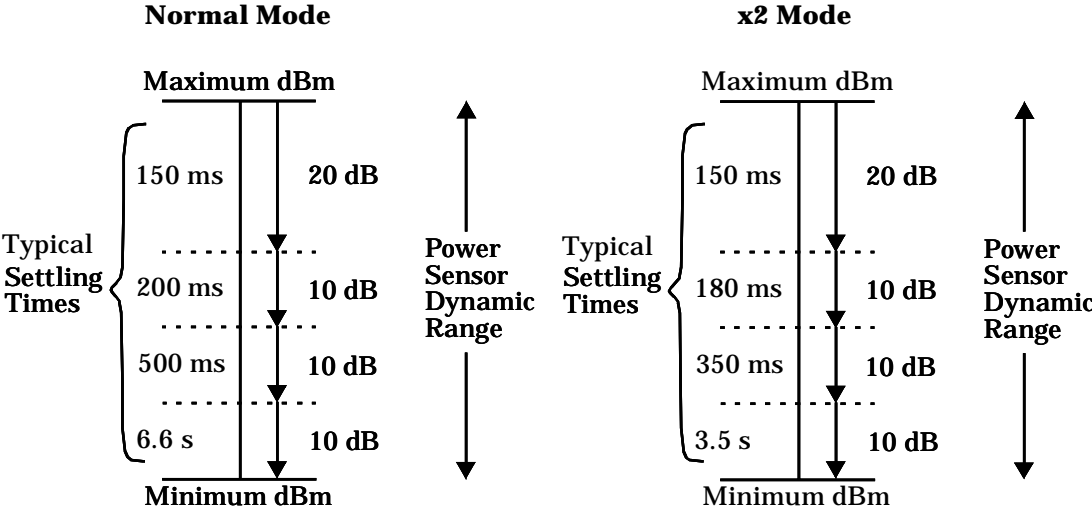 Normal Mode
Maximum dBm
150 ms
20 dB
Typical
Settling
Times
200 ms
10 dB
500 ms
10 dB
6.6 s
10 dB
Minimum dBm
Power
Sensor
Dynamic
Range
x2 Mode
Maximum dBm
150 ms
20 dB
Typical
Settling
Times
180 ms
10 dB
350 ms
10 dB
3.5 s
10 dB
Minimum dBm
Power
Sensor
Dynamic
Range